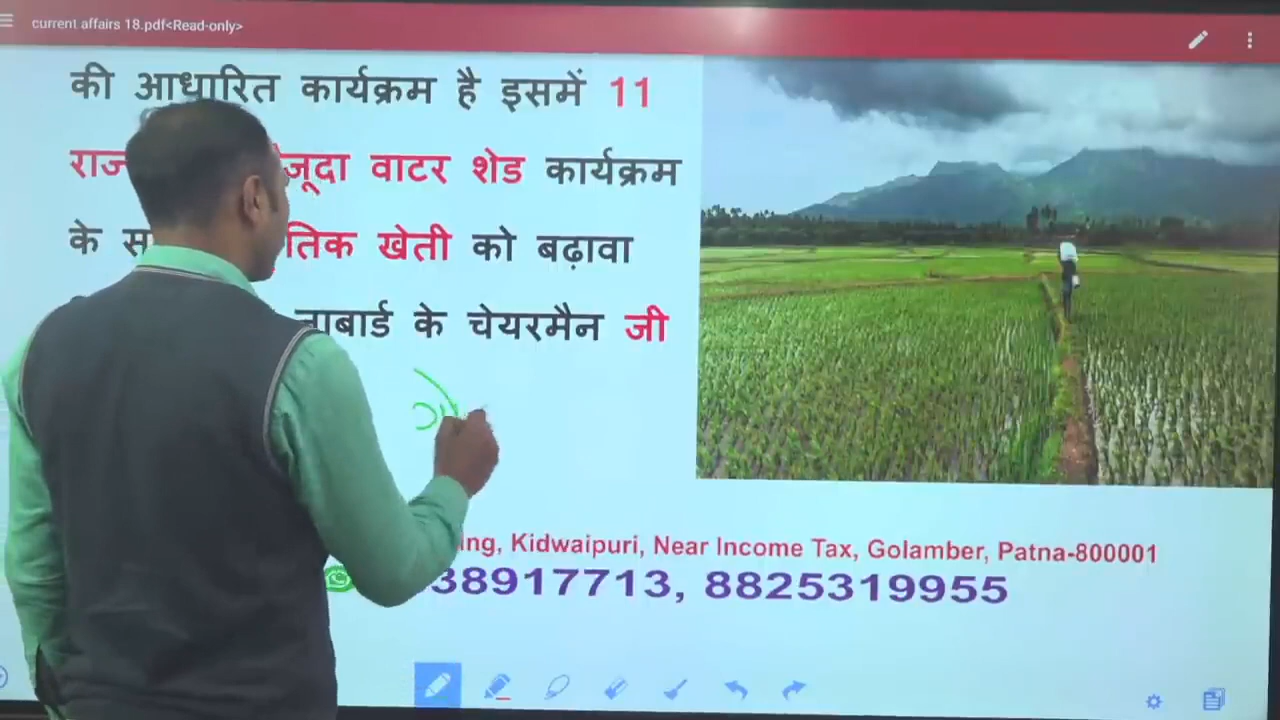 current affairs 18.pdf<Read-only>
की आधारित कार्यक्रम है इसमें 11
वाटर शेड कार्यक्रम
के खेती को बढ़ावा
नाबार्ड के चेयरमैन जी
Kidwaipuri, Near Income Tax, Golamber, Patna-800001
38917713, 8825319955